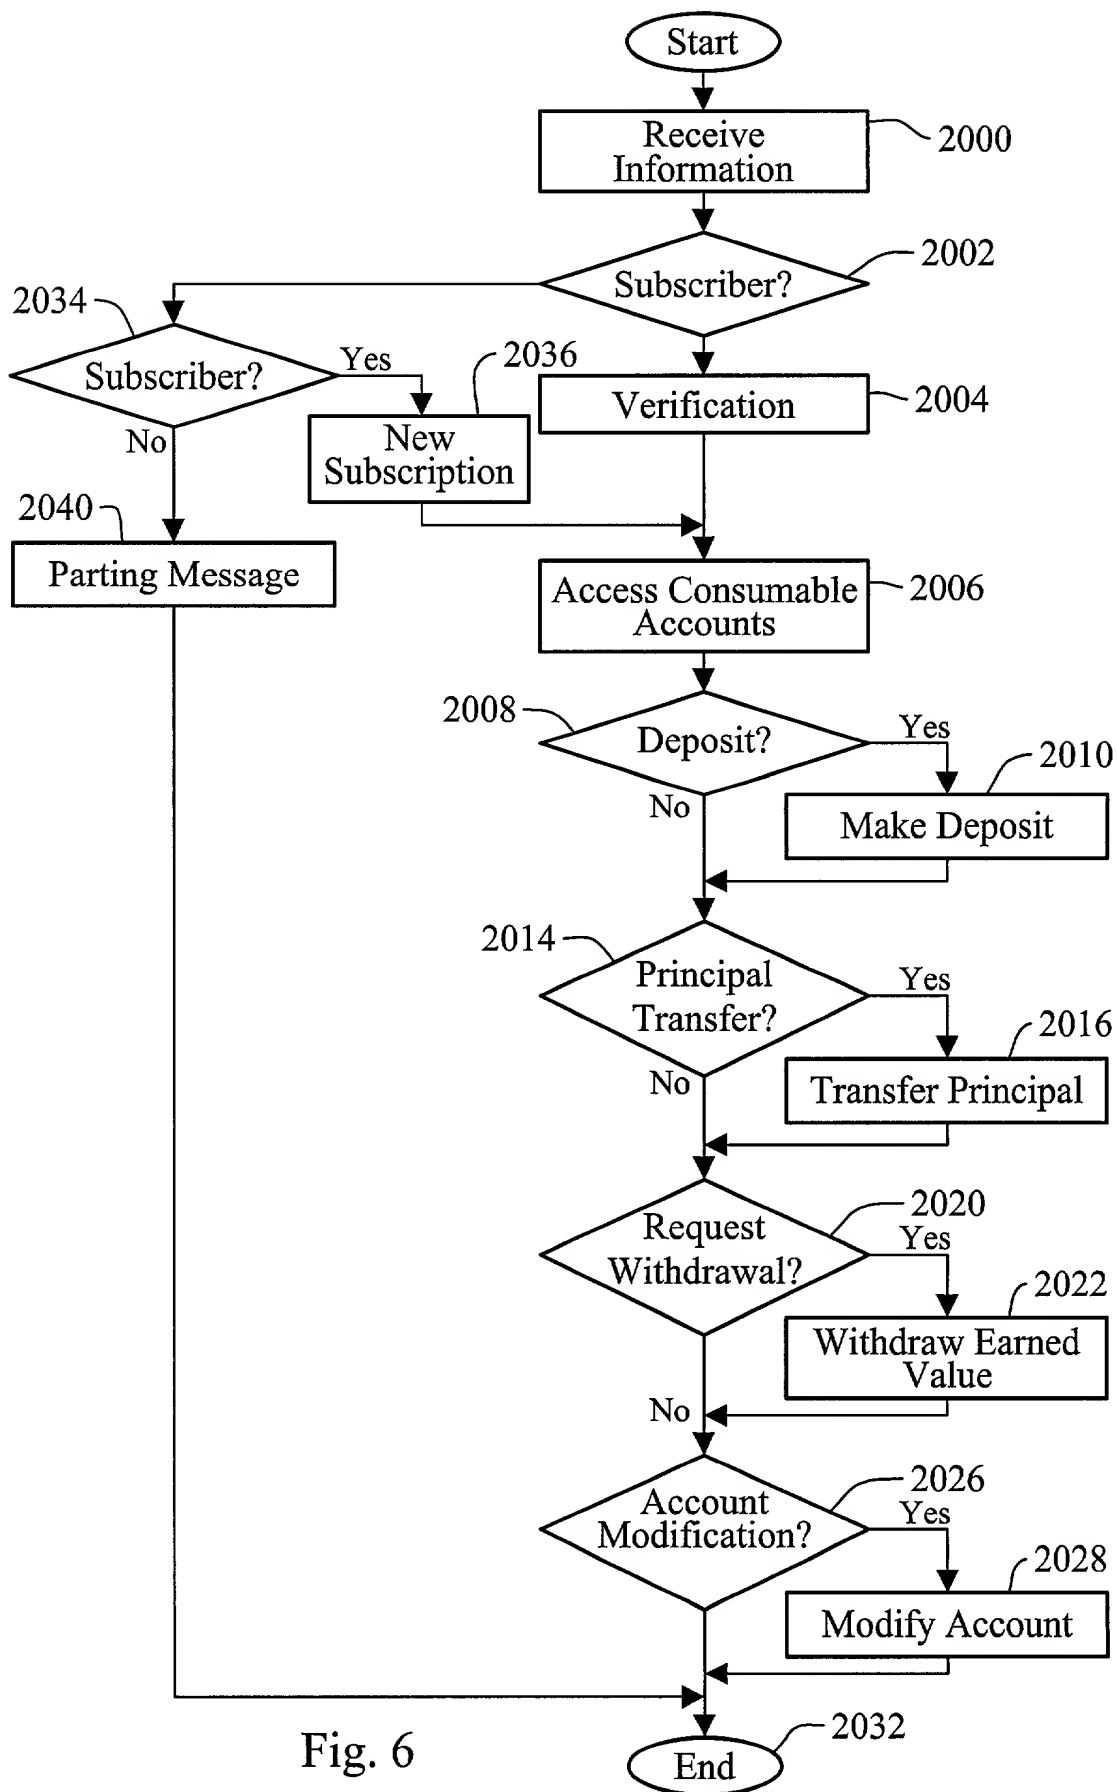 Start
Receive
Information
2000
Subscriber?
2002
2034
Subscriber?
Yes
No
2036
New
Subscription
Verification
2004
2040
Parting Message
Access Consumable
Accounts
2006
2008
Deposit?
Yes
No
2010
Make Deposit
2014
Principal
Transfer?
Yes
No
2016
Transfer Principal
Request
Withdrawal?
2020
Yes
No
2022
Withdraw Earned
Value
Account
Modification?
2026
Yes
2028
Modify Account
2032
End
Fig. 6